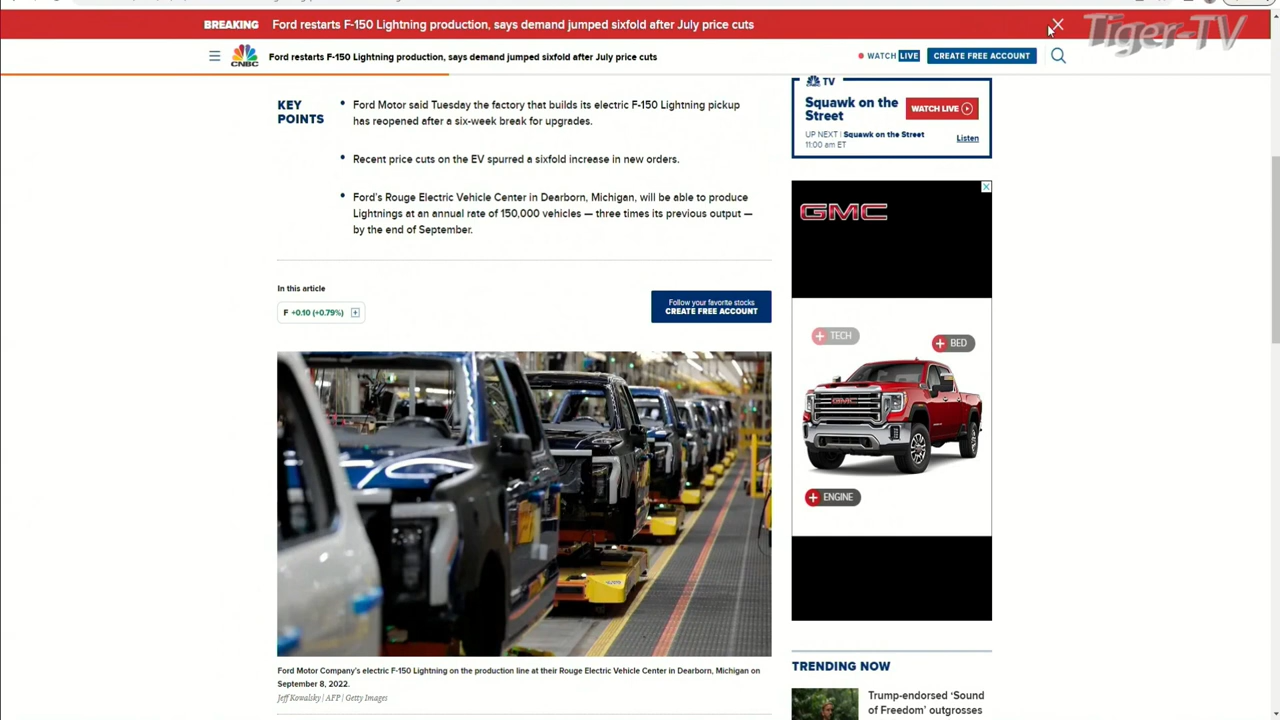 BREAKING Ford restarts F-150 Lightning production, says demand jumped sixfold after July price cuts
Tiger-TV
CNBC
Ford restarts F-150 Lightning production, says demand jumped sixfold after July price cuts
WATCH LIVE
CREATE FREE ACCOUNT
KEY
POINTS
Ford Motor said Tuesday the factory that builds its electric F-150 Lightning pickup
has reopened after a six-week break for upgrades.
Recent price cuts on the EV spurred a sixfold increase in new orders.
Ford's Rouge Electric Vehicle Center in Dearborn, Michigan, will be able to produce
Lightnings at an annual rate of 150,000 vehicles — three times its previous output —
by the end of September.
In this article
F +0.10 (+0.79%)
Follow your favorite stocks
CREATE FREE ACCOUNT
Ford Motor Company's electric F-150 Lightning on the production line at their Rouge Electric Vehicle Center in Dearborn, Michigan on
September 8, 2022.
Jeff Kowalsky | AFP | Getty Images
TV
Squawk on the
Street
WATCH LIVE
UP NEXT | Squawk on the Street
11:00 am ET
Listen
GMC
+ TECH
+ BED
GMC
+ ENGINE
TRENDING NOW
Trump-endorsed ‘Sound
of Freedom’ outgrosses